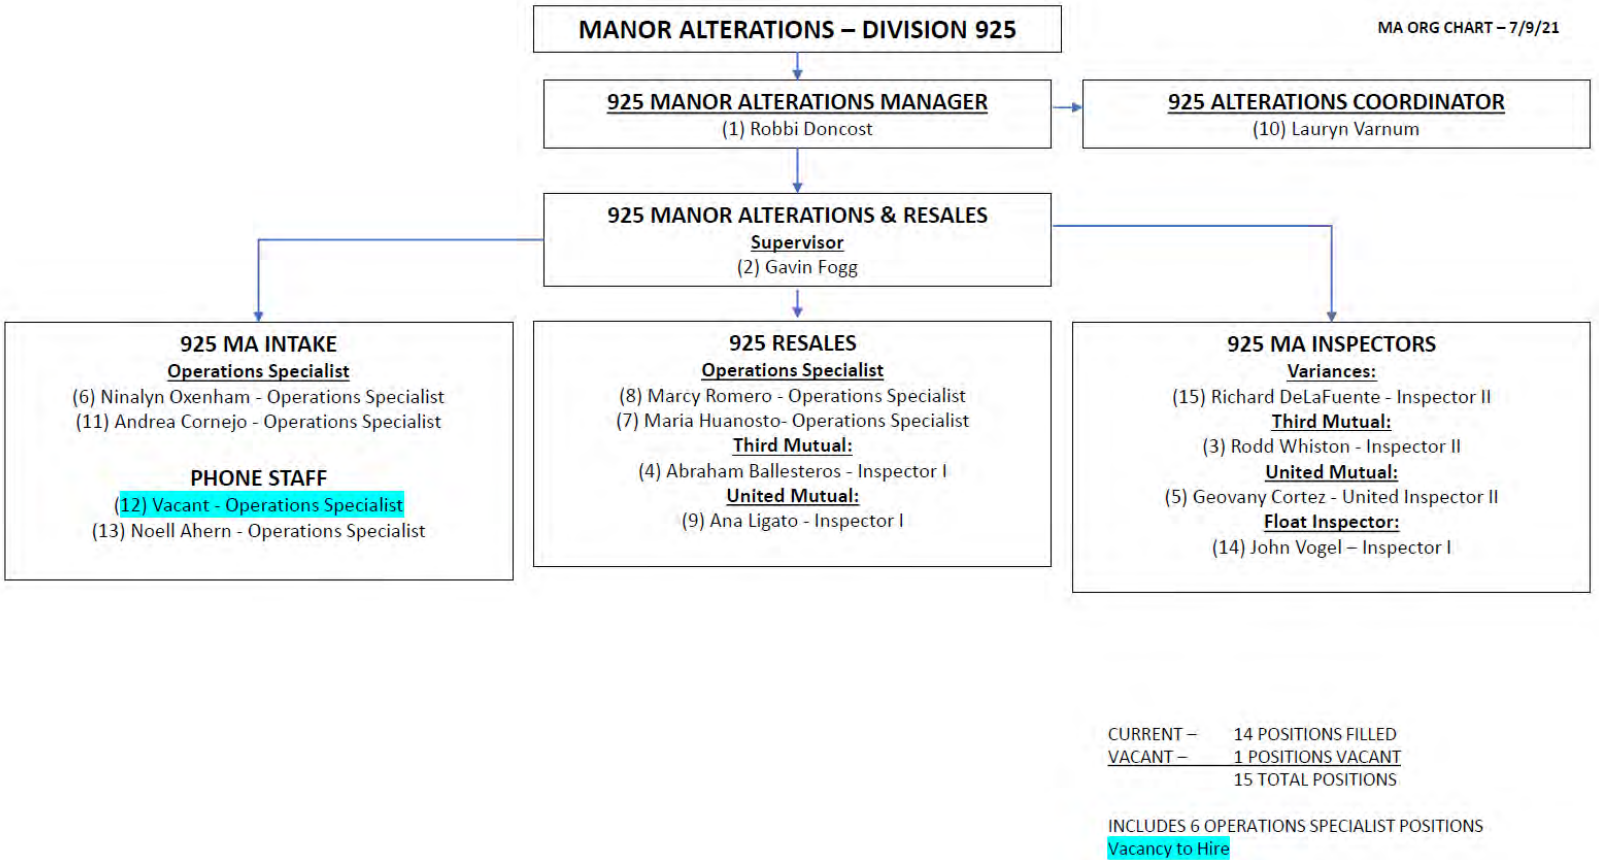 MANOR ALTERATIONS – DIVISION 925
MA ORG CHART – 7/9/21
925 MANOR ALTERATIONS MANAGER
(1) Robbi Doncost
925 ALTERATIONS COORDINATOR
(10) Lauryn Varnum
925 MANOR ALTERATIONS & RESALES
Supervisor
(2) Gavin Fogg
925 MA INTAKE
Operations Specialist
(6) Ninalyn Oxenham - Operations Specialist
(11) Andrea Cornejo - Operations Specialist
PHONE STAFF
(12) Vacant - Operations Specialist
(13) Noell Ahern - Operations Specialist
925 RESALES
Operations Specialist
(8) Marcy Romero - Operations Specialist
(7) Maria Huanosto- Operations Specialist
Third Mutual:
(4) Abraham Ballesteros - Inspector I
United Mutual:
(9) Ana Ligato - Inspector I
925 MA INSPECTORS
Variances:
(15) Richard DeLaFuente - Inspector II
Third Mutual:
(3) Rodd Whiston - Inspector II
United Mutual:
(5) Geovany Cortez - United Inspector II
Float Inspector:
(14) John Vogel – Inspector I
CURRENT – 14 POSITIONS FILLED
VACANT – 1 POSITIONS VACANT
15 TOTAL POSITIONS
INCLUDES 6 OPERATIONS SPECIALIST POSITIONS
Vacancy to Hire